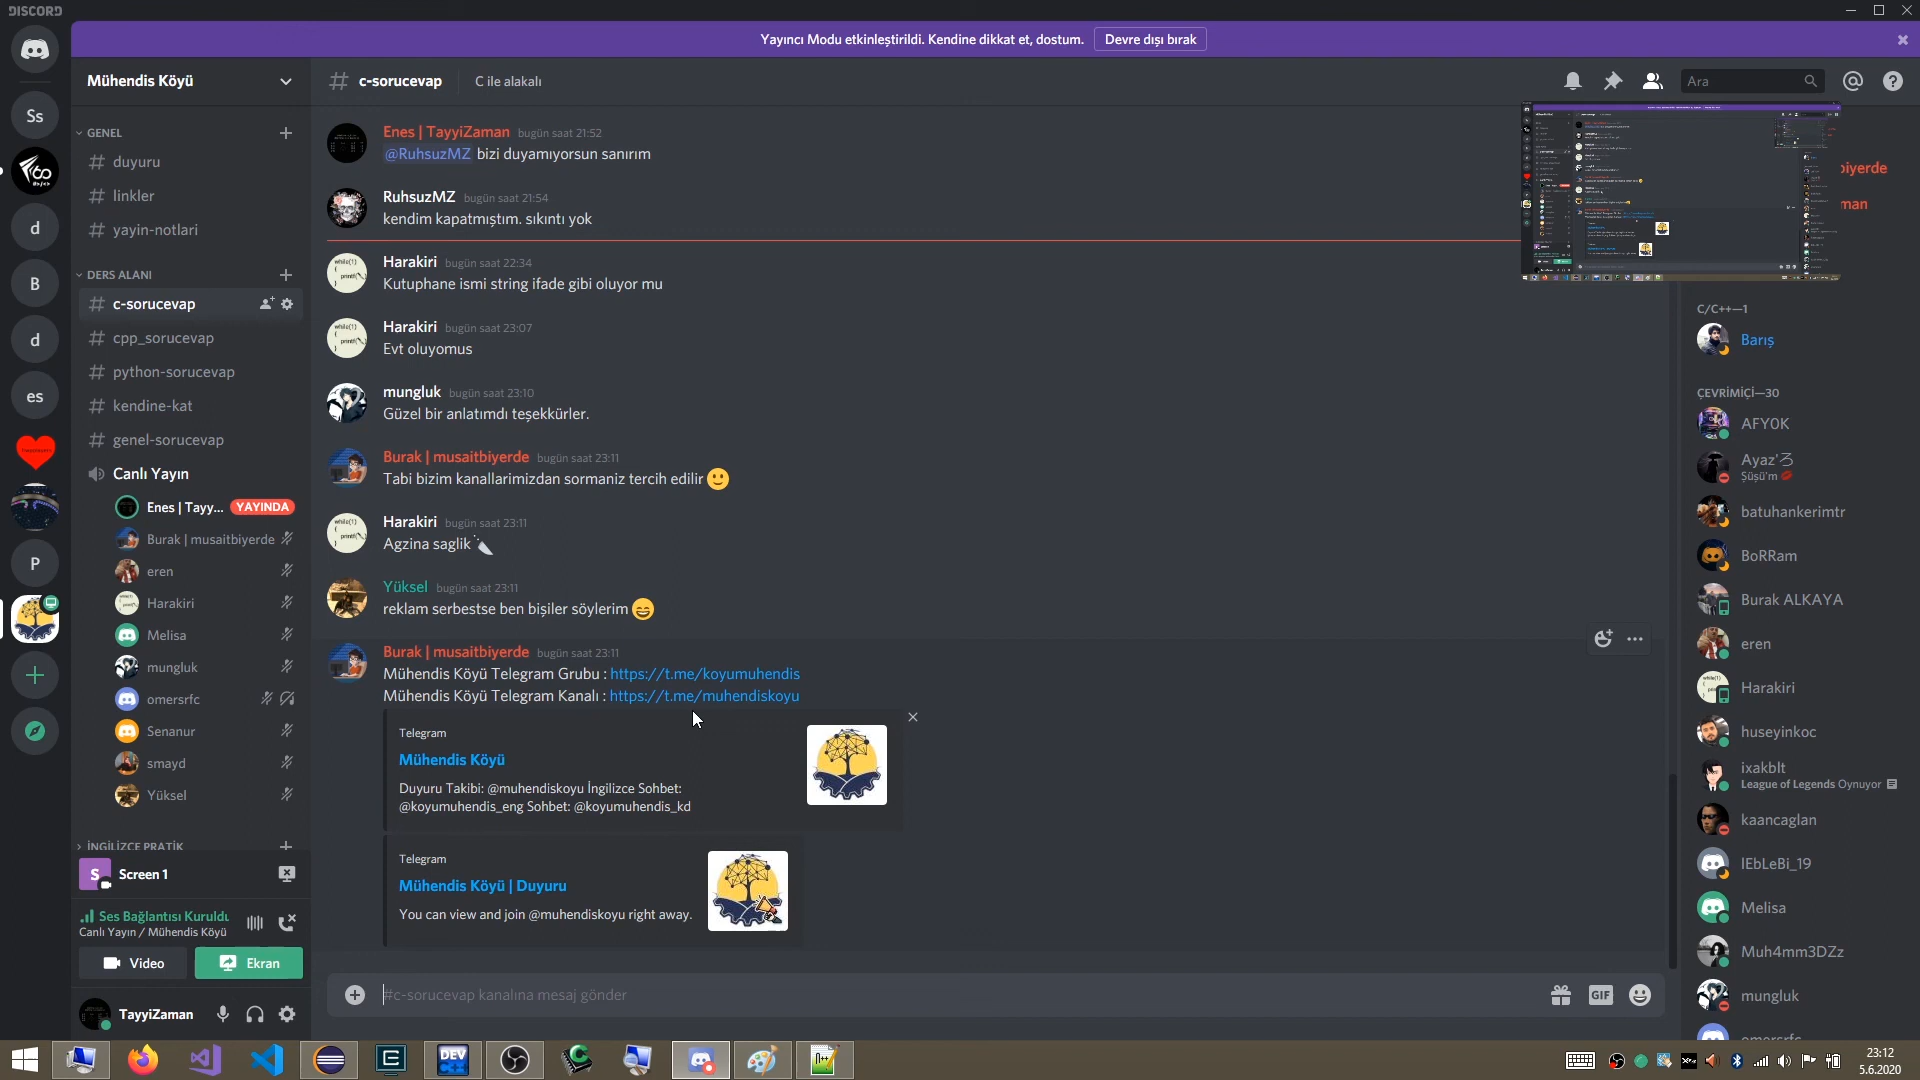 DISCORD
Yayıncı Modu etkinleştirildi. Kendine dikkat et, dostum.
Devre dışı bırak
Mühendis Köyü
c-sorucevap
C ile alakalı
Ara
Ss
d
B
d
es
P
GENEL
duyuru
linkler
yayin-notlari
DERS ALANI
c-sorucevap
cpp_sorucevap
python-sorucevap
kendine-kat
genel-sorucevap
Canlı Yayın
Enes | Tayy... YAYINDA
Burak | musaitbiyerde
eren
Harakiri
Melisa
mungluk
omersrfc
Senanur
smayd
Yüksel
İNGİLİZCE PRATİK
S
Screen 1
Ses Bağlantısı Kuruldu
Canlı Yayın / Mühendis Köyü
Video
Ekran
TayyiZaman
Enes | TayyiZaman bugün saat 21:52
@RuhsuzMZ bizi duyamıyorsun sanırım
RuhsuzMZ bugün saat 21:54
kendim kapatmıştım. sıkıntı yok
Harakiri bugün saat 22:34
Kutuphane ismi string ifade gibi oluyor mu
Harakiri bugün saat 23:07
Evt oluyomus
mungluk bugün saat 23:10
Güzel bir anlatımdı teşekkürler.
Burak | musaitbiyerde bugün saat 23:11
Tabi bizim kanallarimizdan sormaniz tercih edilir
Harakiri bugün saat 23:11
Agzina saglik
Yüksel bugün saat 23:11
reklam serbestse ben bişiler söylerim
Burak | musaitbiyerde bugün saat 23:11
Mühendis Köyü Telegram Grubu : https://t.me/koyumuhendis
Mühendis Köyü Telegram Kanalı : https://t.me/muhendiskoyu
Telegram
Mühendis Köyü
Duyuru Takibi: @muhendiskoyu İngilizce Sohbet:
@koyumuhendis_eng Sohbet: @koyumuhendis_kd
Telegram
Mühendis Köyü | Duyuru
You can view and join @muhendiskoyu right away.
#c-sorucevap kanalına mesaj gönder
GIF
biyerde
man
C/C++—1
Barış
ÇEVRİMİÇİ—30
AFYOK
Ayaz'ろ
Şüşü'm
batuhankerimtr
BoRRam
Burak ALKAYA
eren
Harakiri
huseyinkoc
ixakblt
League of Legends Oynuyor
kaancaglan
lEbLeBi_19
Melisa
Muh4mm3DZz
mungluk
omersrfc
DEV
23:12
5.6.2020